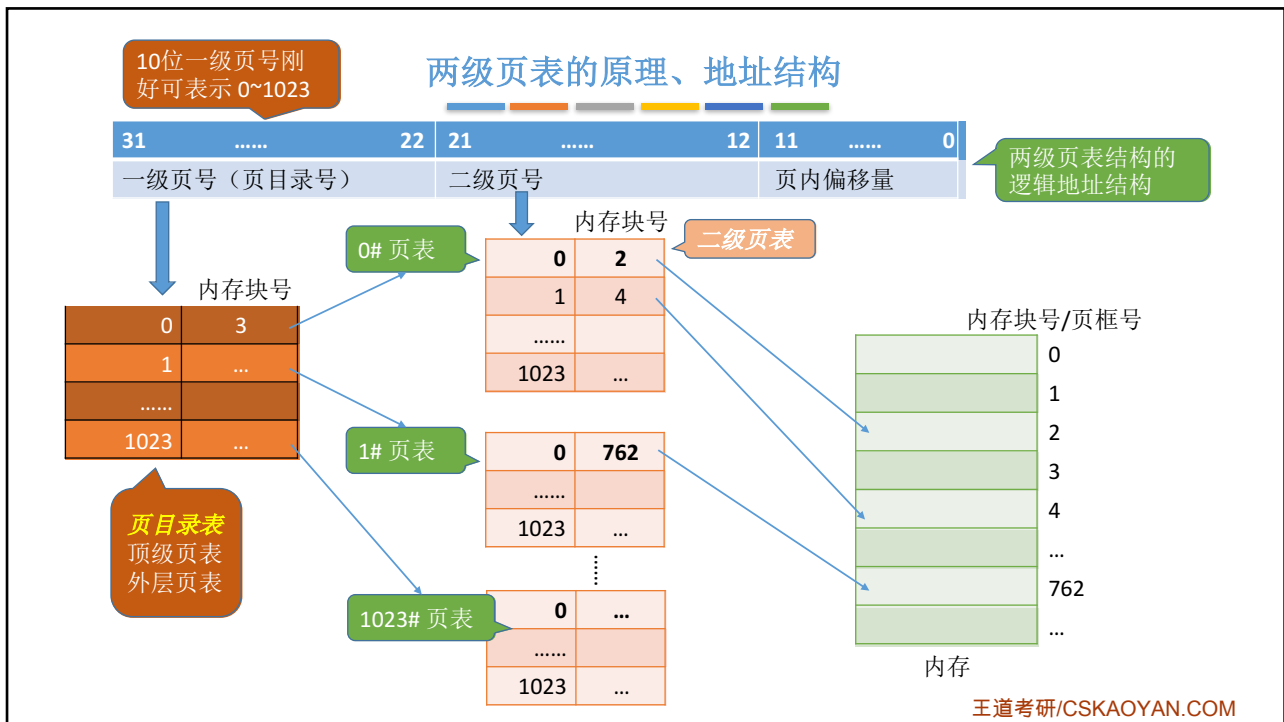 10位一级页号刚
好可表示 0~1023
两级页表的原理、地址结构
31 …… 22 21 …… 12 11 …… 0
一级页号（页目录号） 二级页号 页内偏移量
两级页表结构的
逻辑地址结构
内存块号
0 3
1 …
……
1023 …
页目录表
顶级页表
外层页表
0# 页表
内存块号
二级页表
0 2
1 4
……
1023 …
1# 页表
0 762
……
1023 …
……
1023# 页表
0 …
……
1023 …
内存块号/页框号
0
1
2
3
4
…
762
…
内存
王道考研/CSKAOYAN.COM